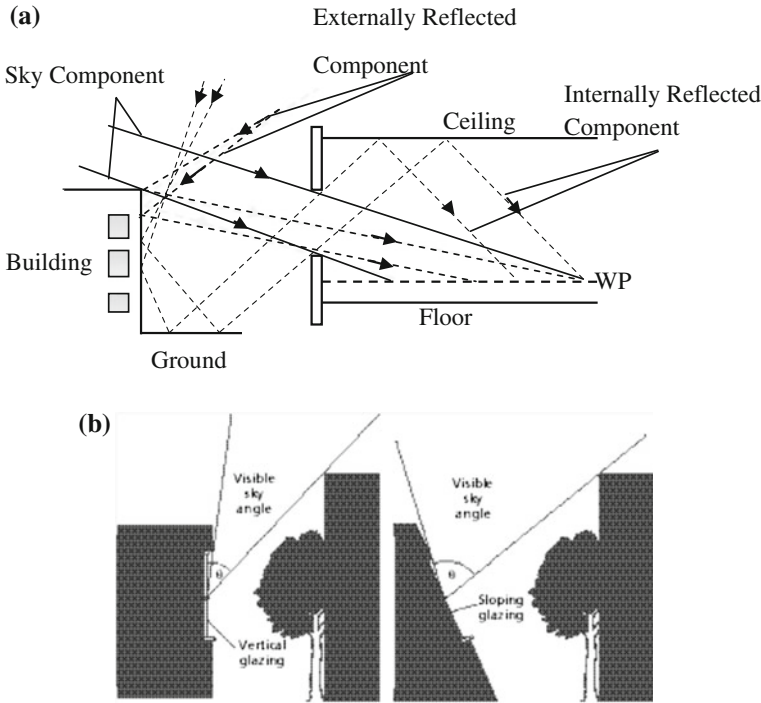 (a)
Externally Reflected
Component
Sky Component
Internally Reflected
Component
Ceiling
Building
WP
Floor
Ground
(b)
Visible
sky
angle
θ
Vertical
glazing
Visible
sky
angle
θ
Sloping
glazing